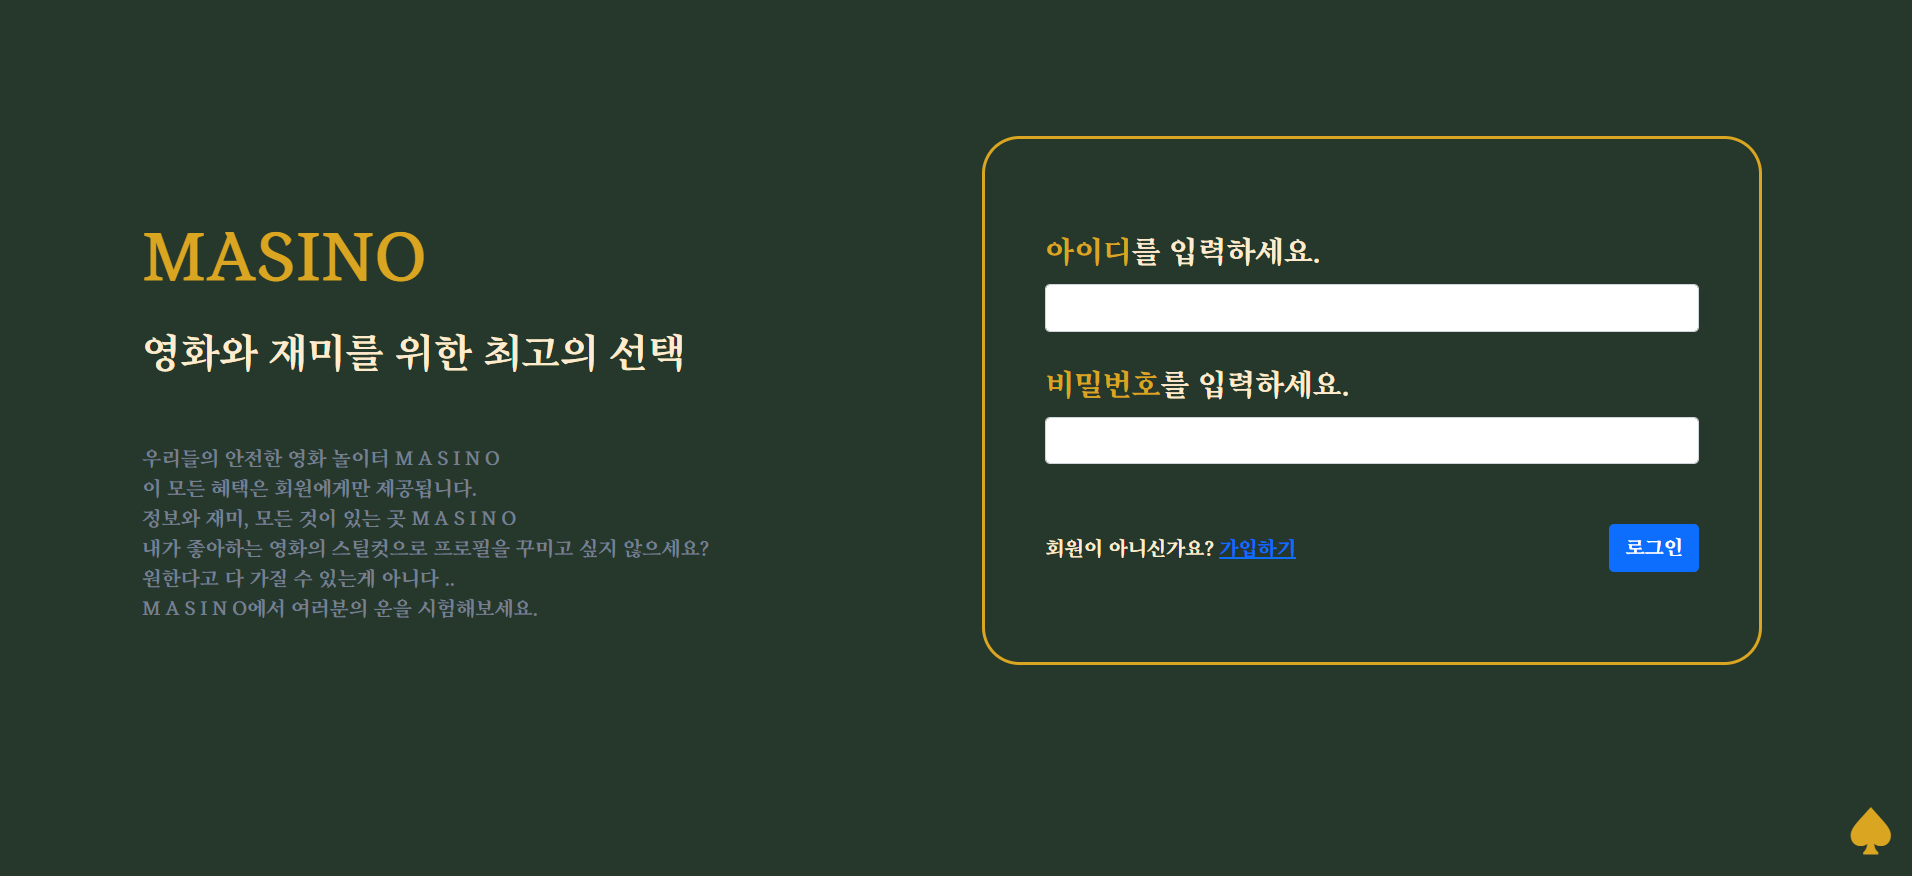 MASINO
영화와 재미를 위한 최고의 선택
우리들의 안전한 영화 놀이터 M A S I N O
이 모든 혜택은 회원에게만 제공됩니다.
정보와 재미, 모든 것이 있는 곳 M A S I N O
내가 좋아하는 영화의 스틸컷으로 프로필을 꾸미고 싶지 않으세요?
원한다고 다 가질 수 있는게 아니다 ..
M A S I N O에서 여러분의 운을 시험해보세요.
아이디를 입력하세요.
비밀번호를 입력하세요.
회원이 아니신가요? 가입하기
로그인